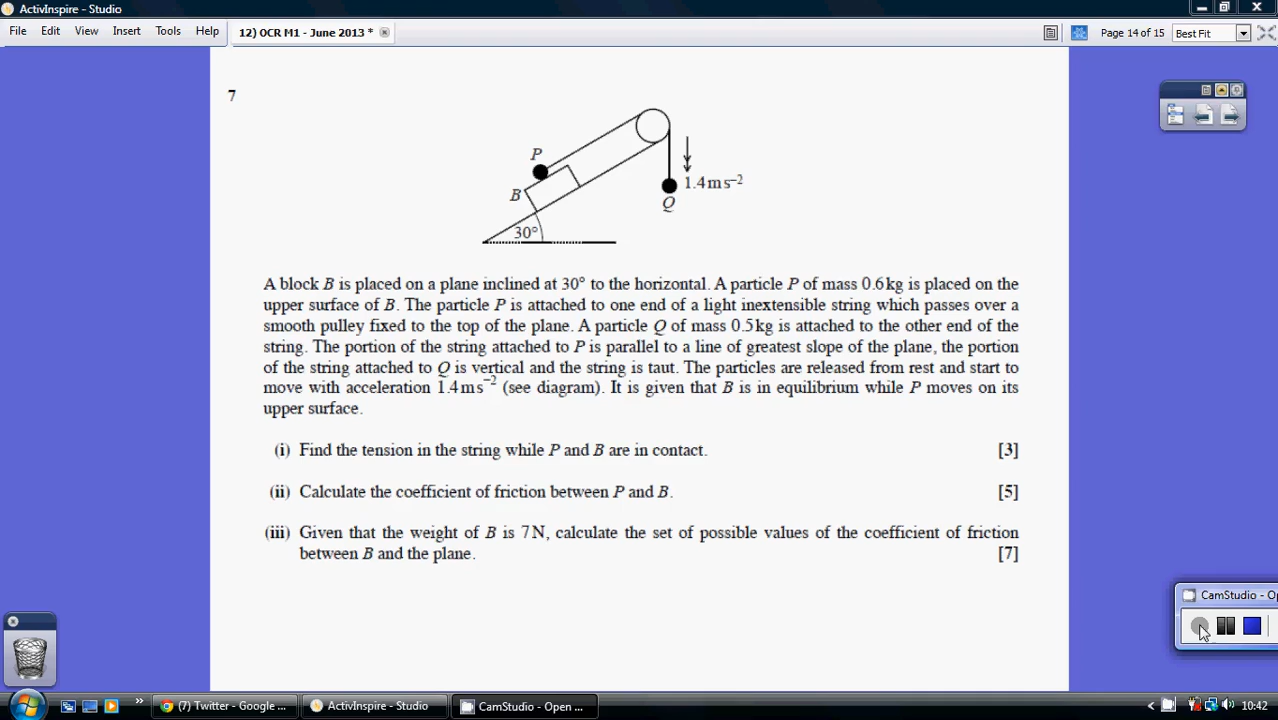 ActivInspire - Studio
File Edit View Insert Tools Help
12) OCR M1 - June 2013 *
Page 14 of 15
Best Fit
7
P
B
30°
1.4 m s⁻²
Q
A block B is placed on a plane inclined at 30° to the horizontal. A particle P of mass 0.6 kg is placed on the
upper surface of B. The particle P is attached to one end of a light inextensible string which passes over a
smooth pulley fixed to the top of the plane. A particle Q of mass 0.5 kg is attached to the other end of the
string. The portion of the string attached to P is parallel to a line of greatest slope of the plane, the portion
of the string attached to Q is vertical and the string is taut. The particles are released from rest and start to
move with acceleration 1.4 m s⁻² (see diagram). It is given that B is in equilibrium while P moves on its
upper surface.
(i) Find the tension in the string while P and B are in contact. [3]
(ii) Calculate the coefficient of friction between P and B. [5]
(iii) Given that the weight of B is 7 N, calculate the set of possible values of the coefficient of friction
between B and the plane. [7]
CamStudio - Op
(7) Twitter - Google ...
ActivInspire - Studio
CamStudio - Open ...
10:42